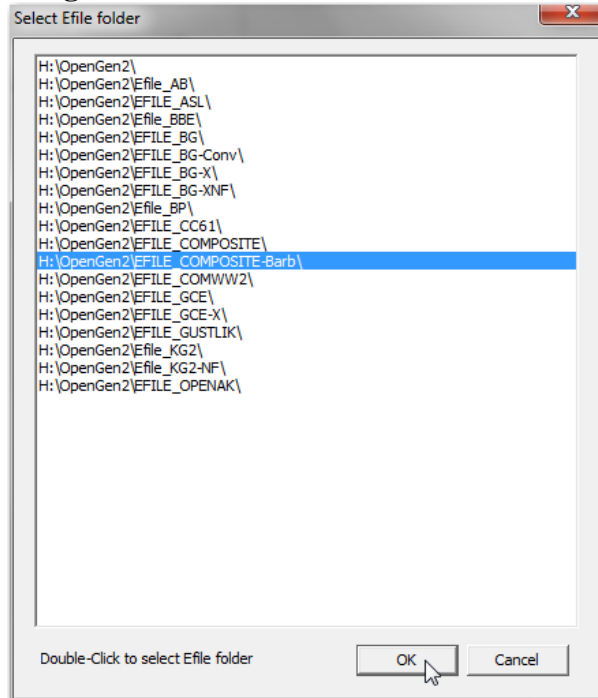 Select Efile folder
H:\OpenGen2\
H:\OpenGen2\Efile_AB\
H:\OpenGen2\EFILE_ASL\
H:\OpenGen2\Efile_BBE\
H:\OpenGen2\EFILE_BG\
H:\OpenGen2\EFILE_BG-Conv\
H:\OpenGen2\EFILE_BG-X\
H:\OpenGen2\EFILE_BG-XNF\
H:\OpenGen2\Efile_BP\
H:\OpenGen2\EFILE_CC61\
H:\OpenGen2\EFILE_COMPOSITE\
H:\OpenGen2\EFILE_COMPOSITE-Barb\
H:\OpenGen2\EFILE_COMWW2\
H:\OpenGen2\EFILE_GCE\
H:\OpenGen2\EFILE_GCE-X\
H:\OpenGen2\EFILE_GUSTLIK\
H:\OpenGen2\Efile_KG2\
H:\OpenGen2\Efile_KG2-NF\
H:\OpenGen2\EFILE_OPENAK\
Double-Click to select Efile folder
OK
Cancel